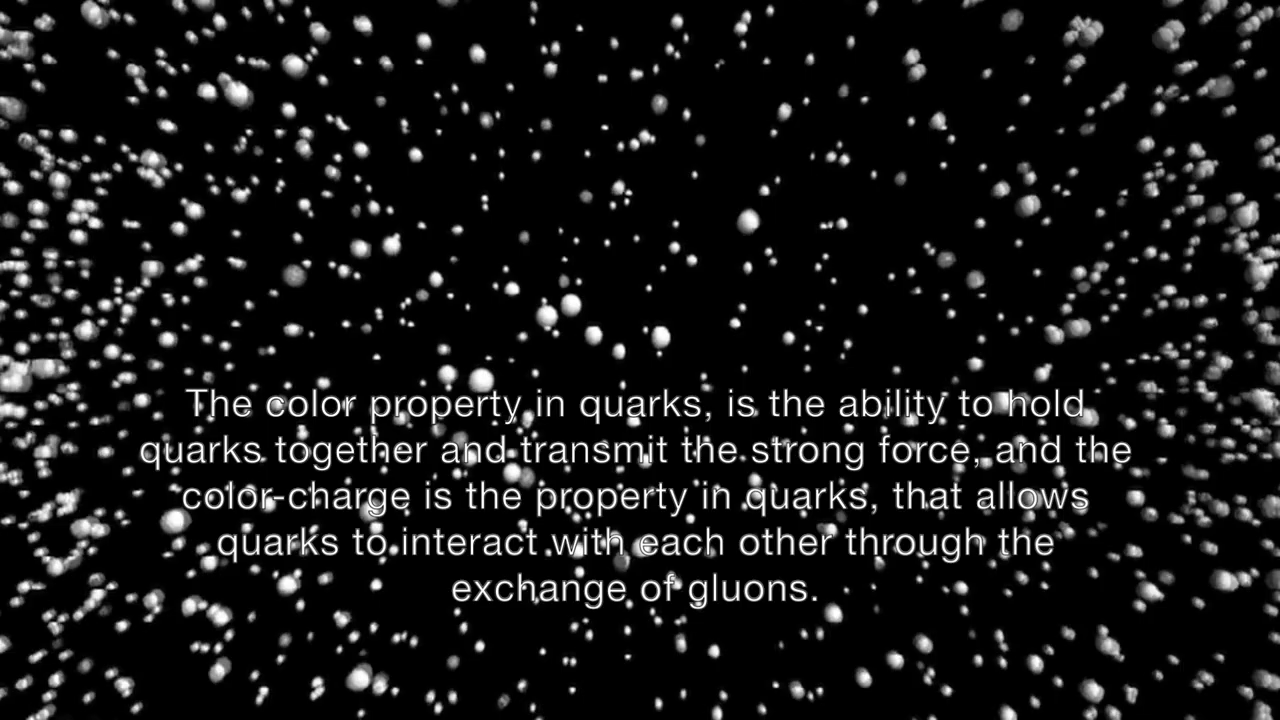 The color property in quarks, is the ability to hold
quarks together and transmit the strong force, and the
color-charge is the property in quarks, that allows
quarks to interact with each other through the
exchange of gluons.